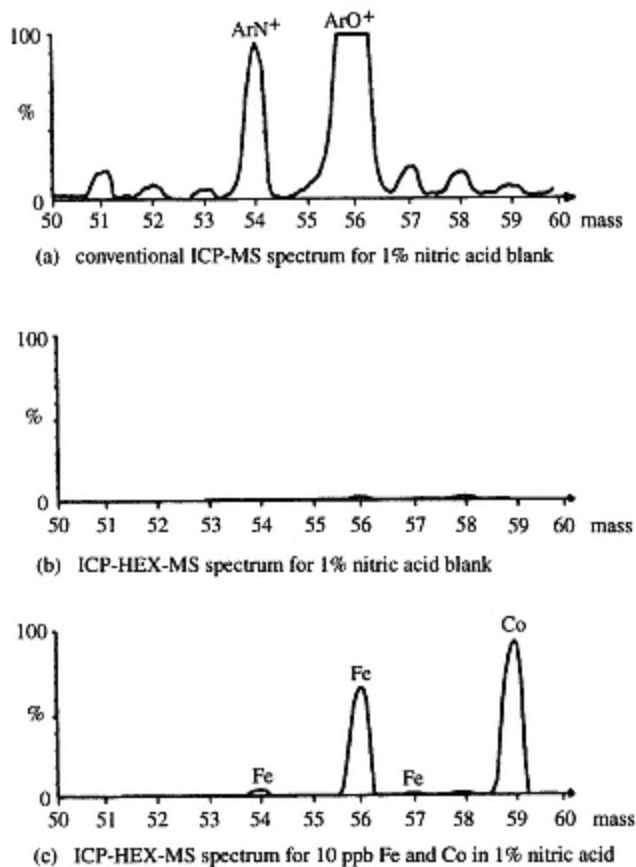 ArN+ ArO+
100
%
0
50 51 52 53 54 55 56 57 58 59 60 mass
(a) conventional ICP-MS spectrum for 1% nitric acid blank
100
%
0
50 51 52 53 54 55 56 57 58 59 60 mass
(b) ICP-HEX-MS spectrum for 1% nitric acid blank
100
Co
Fe
%
Fe Fe
0
50 51 52 53 54 55 56 57 58 59 60 mass
(c) ICP-HEX-MS spectrum for 10 ppb Fe and Co in 1% nitric acid